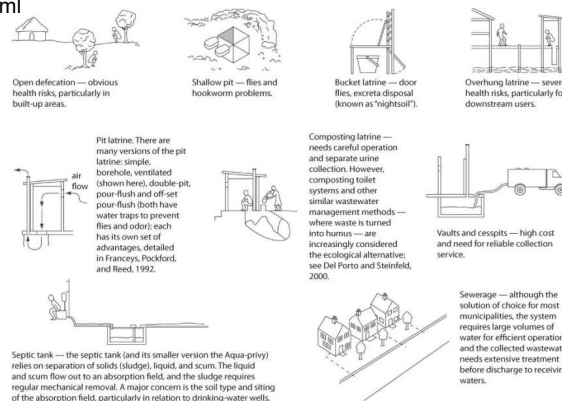 ml
Open defecation — obvious
health risks, particularly in
built-up areas.
Shallow pit — flies and
hookworm problems.
Bucket latrine — door
flies, excreta disposal
(known as "nightsoil").
Overhung latrine —
health risks, particularly
downstream users.
air
flow
Pit latrine. There are
many versions of the pit
latrine: simple,
borehole, ventilated
(shown here), double-pit,
pour-flush and off-set
pour-flush (both have
water traps to prevent
flies and odor); each
has its own set of
advantages, detailed
in Franceys, Pockford,
and Reed, 1992.
Composting latrine —
needs careful operation
and separate urine
collection. However,
composting toilet
systems and other
similar wastewater
management methods —
where waste is turned
into humus — are
increasingly considered
the ecological alternative;
see Del Porto and Steinfeld,
2000.
Vaults and cesspits — high cost
and need for reliable collection
service.
Septic tank — the septic tank (and its smaller version the Aqua-privy)
relies on separation of solids (sludge), liquid, and scum. The liquid
and scum flow out to an absorption field, and the sludge requires
regular mechanical removal. A major concern is the soil type and siting
of the absorption field, particularly in relation to drinking-water wells.
Sewerage — although the
solution of choice for most
municipalities, the system
requires large volumes of
water for efficient
and the collected
needs extensive treatment
before discharge to
waters.